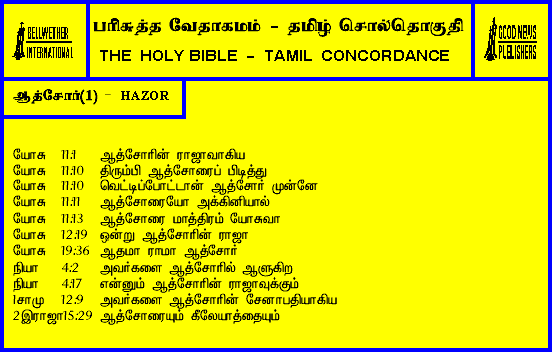 BELLWETHER
INTERNATIONAL
பரிசுத்த வேதாகமம் - தமிழ் சொல்தொகுதி
THE HOLY BIBLE - TAMIL CONCORDANCE
GOOD NEWS
PUBLISHERS
ஆத்சோர்(1) - HAZOR
யோசு 11:1 ஆத்சோரின் ராஜாவாகிய
யோசு 11:10 திரும்பி ஆத்சோரைப் பிடித்து
யோசு 11:10 வெட்டிப்போட்டான் ஆத்சோர் முன்னே
யோசு 11:11 ஆத்சோரையோ அக்கினியால்
யோசு 11:13 ஆத்சோரை மாத்திரம் யோசுவா
யோசு 12:19 ஒன்று ஆத்சோரின் ராஜா
யோசு 19:36 ஆதமா ராமா ஆத்சோர்
நியா 4:2 அவர்களை ஆத்சோரில் ஆளுகிற
நியா 4:17 என்னும் ஆத்சோரின் ராஜாவுக்கும்
1சாமு 12:9 அவர்களை ஆத்சோரின் சேனாபதியாகிய
2இராஜா15:29 ஆத்சோரையும் கீலேயாத்தையும்